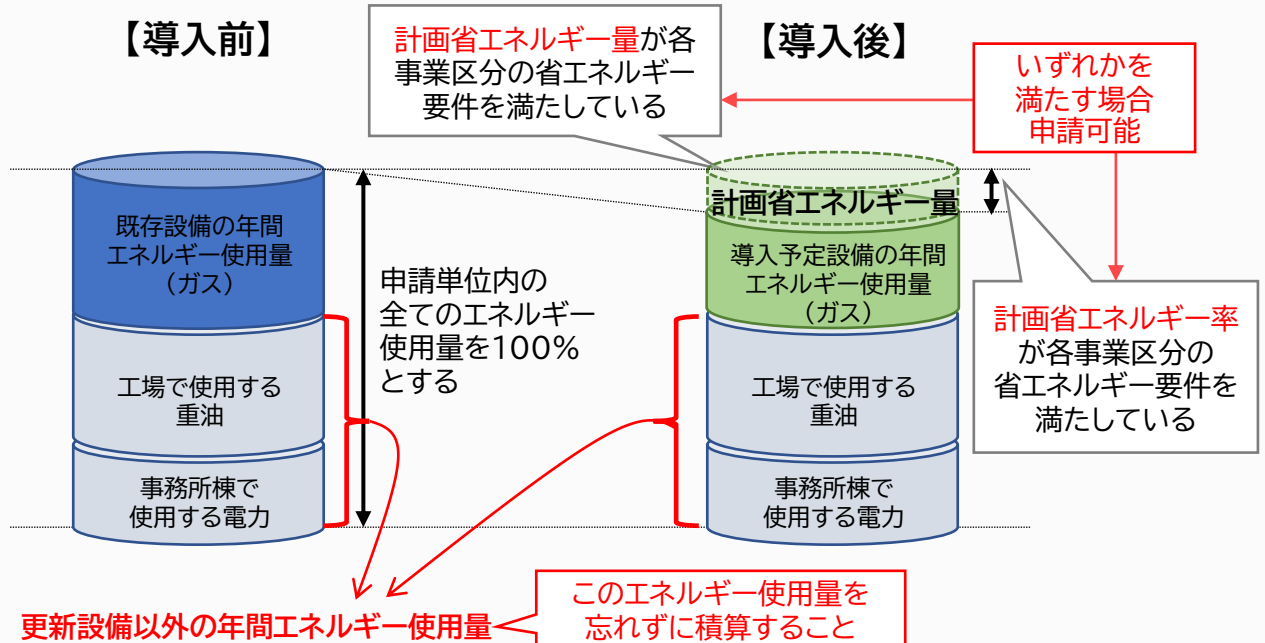 【導入前】
計画省エネルギー量が各
事業区分の省エネルギー
要件を満たしている
【導入後】
いずれかを
満たす場合
申請可能
既存設備の年間
エネルギー使用量
（ガス）
工場で使用する
重油
事務所棟で
使用する電力
申請単位内の
全てのエネルギー
使用量を100%
とする
計画省エネルギー量
導入予定設備の年間
エネルギー使用量
（ガス）
工場で使用する
重油
事務所棟で
使用する電力
計画省エネルギー率
が各事業区分の
省エネルギー要件を
満たしている
更新設備以外の年間エネルギー使用量
このエネルギー使用量を
忘れずに積算すること